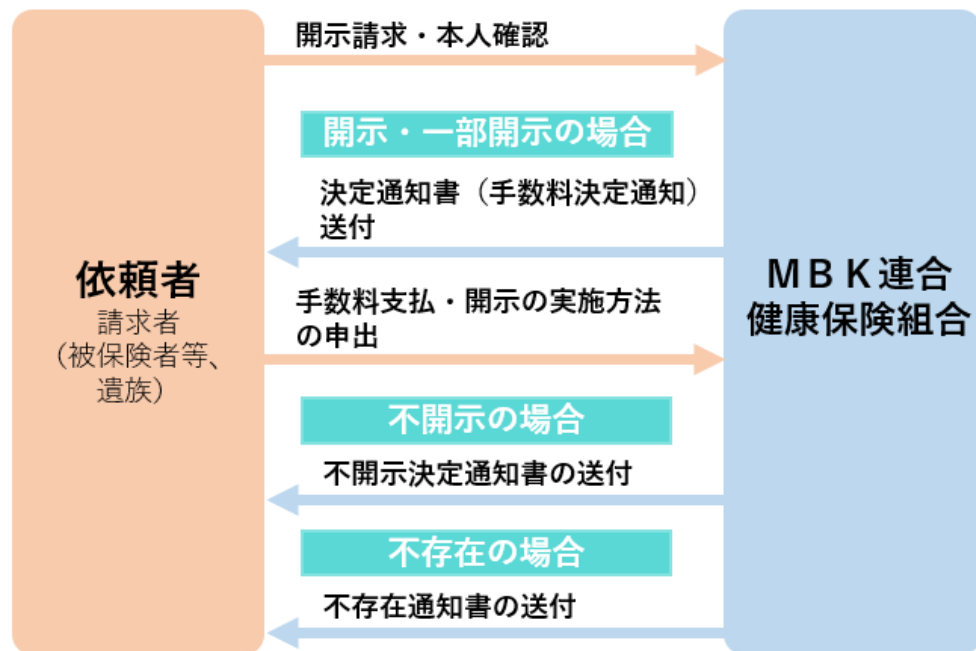 開示請求・本人確認
開示・一部開示の場合
決定通知書（手数料決定通知）
送付
依頼者
請求者
（被保険者等、
遺族）
ＭＢＫ連合
健康保険組合
手数料支払・開示の実施方法
の申出
不開示の場合
不開示決定通知書の送付
不存在の場合
不存在通知書の送付